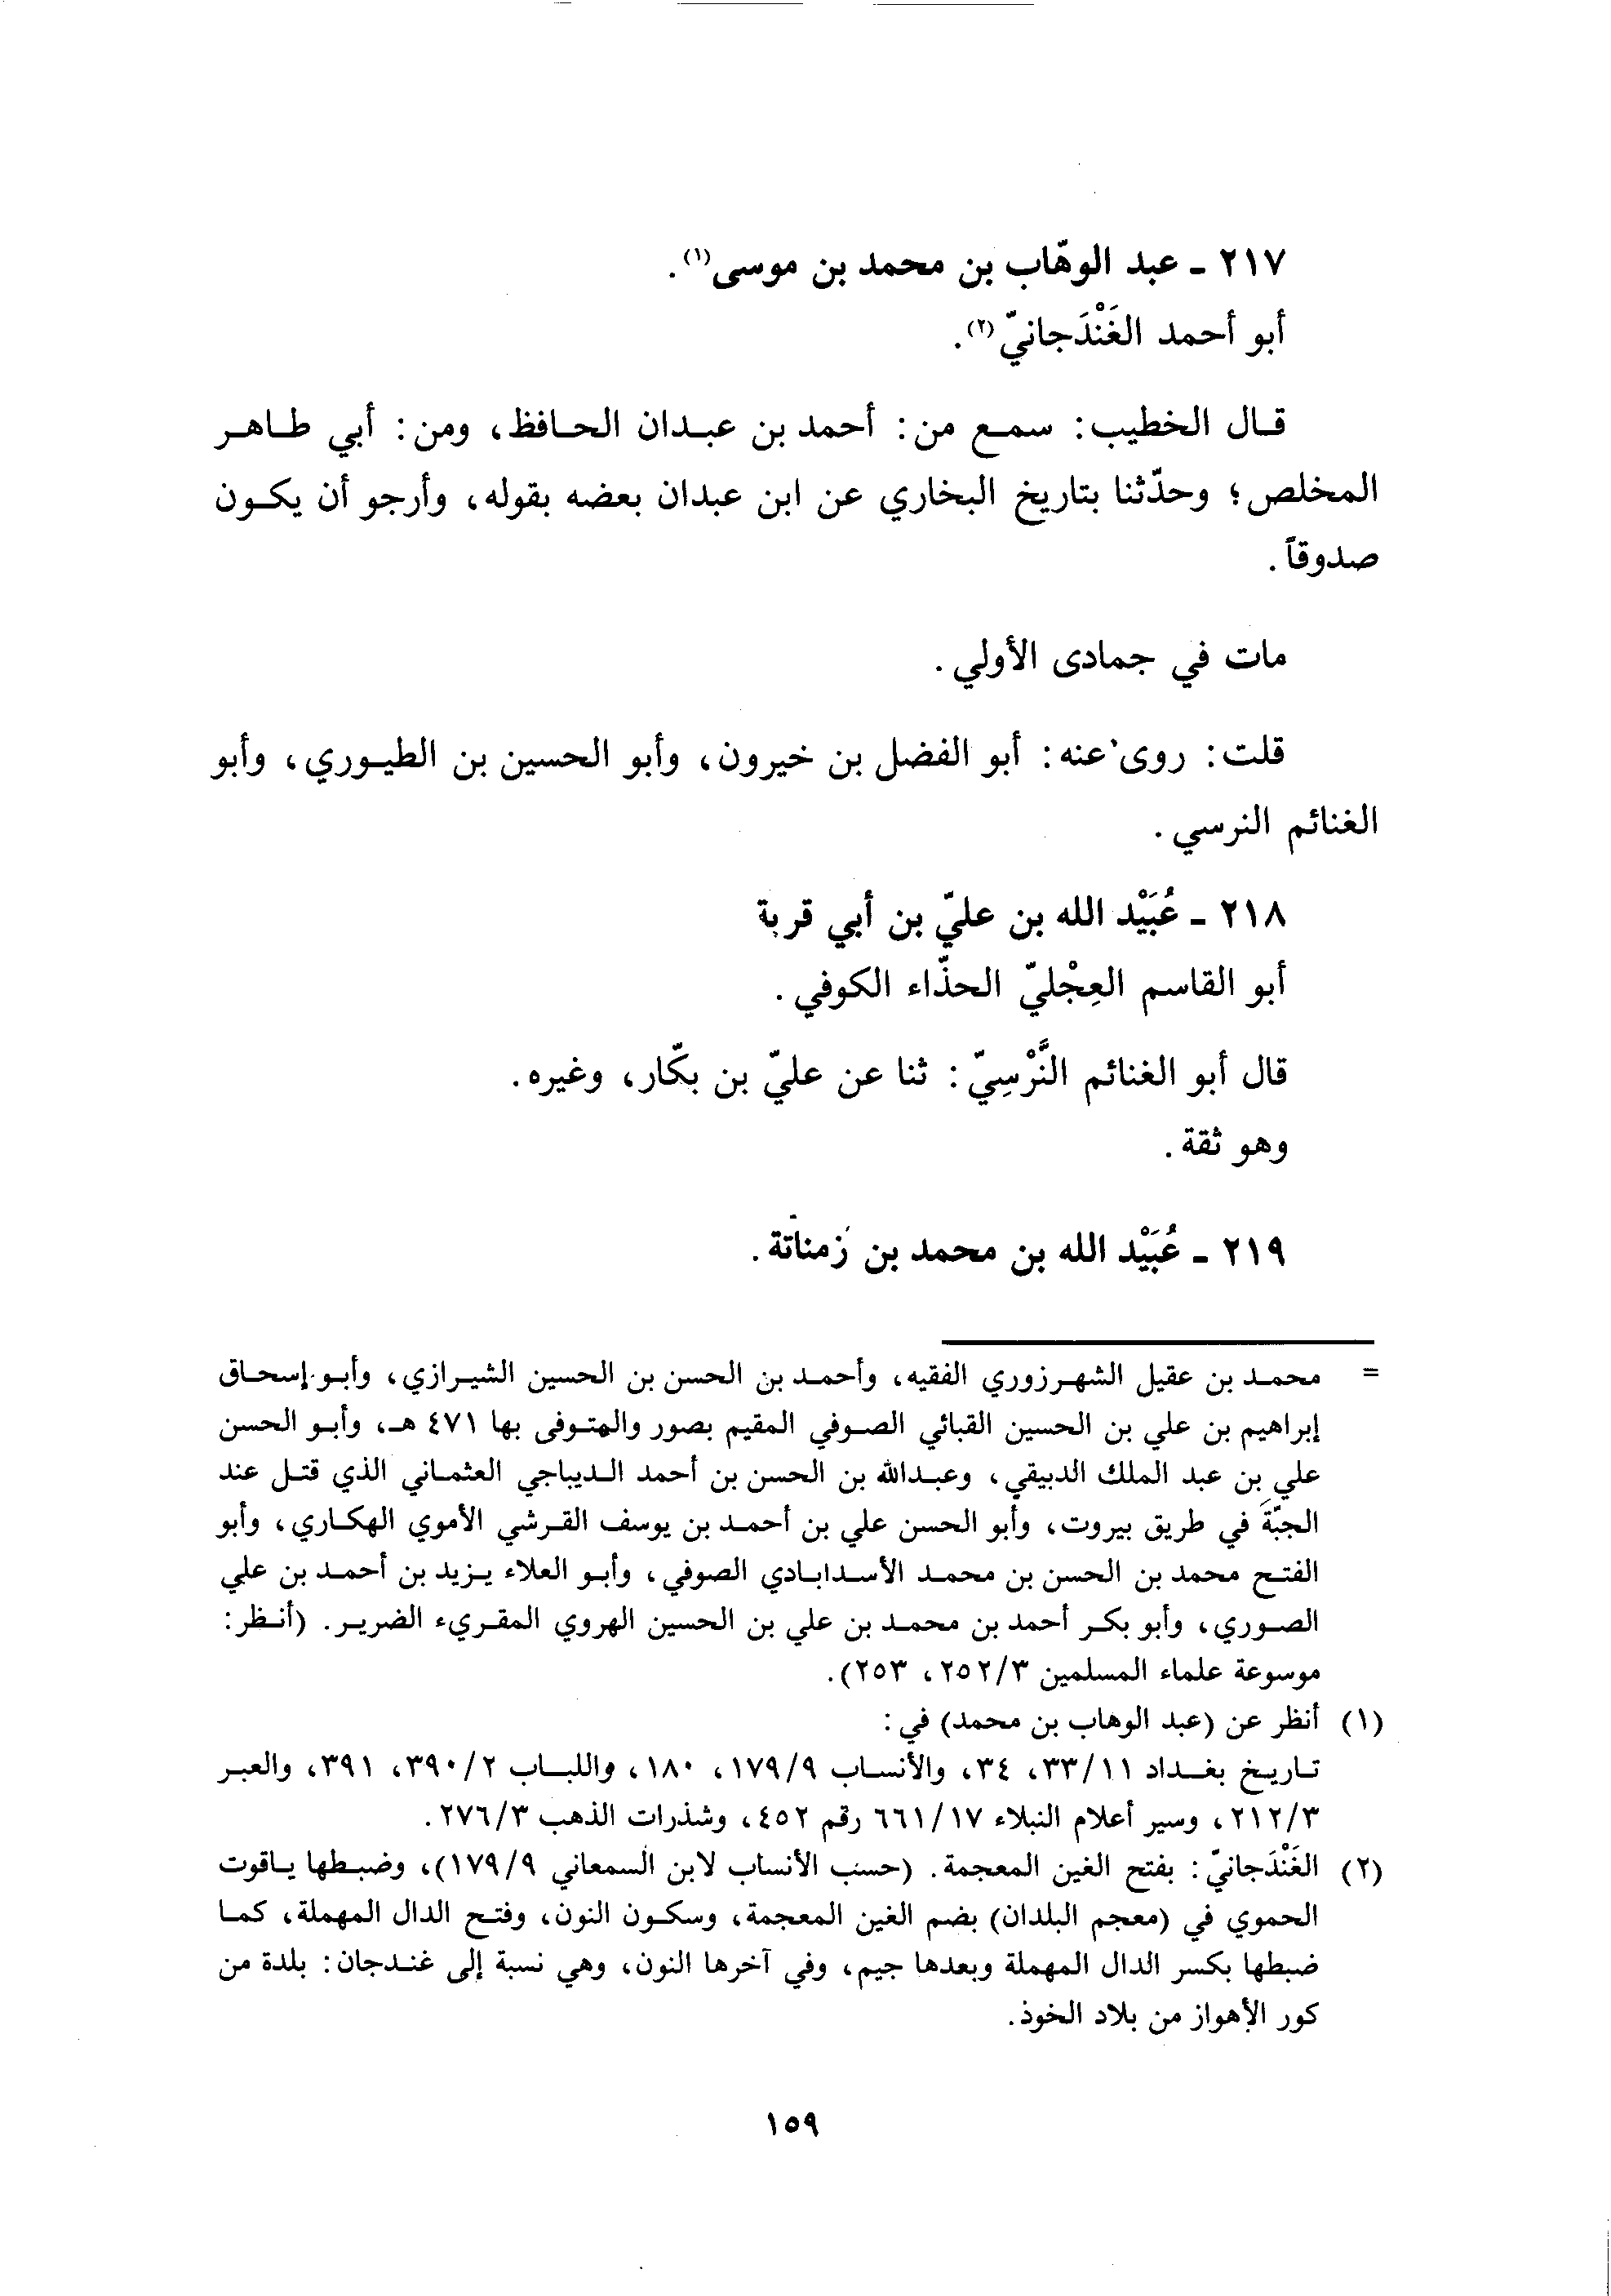 ٢١٧ ـ عبد الوهّاب بن محمد بن موسى(١).
أبو أحمد الغَنْدَجانيّ(٢).
قال الخطيب: سمع من: أحمد بن عبدان الحافظ، ومن: أبي طاهر
المخلص؛ وحدّثنا بتاريخ البخاري عن ابن عبدان بعضه بقوله، وأرجو أن يكون
صدوقاً.
مات في جمادى الأولي.
قلت: روى عنه: أبو الفضل بن خيرون، وأبو الحسين بن الطيوري، وأبو
الغنائم النرسي.
٢١٨ ـ عُبَيْد الله بن عليّ بن أبي قربة
أبو القاسم العِجْليّ الحذّاء الكوفي.
قال أبو الغنائم النَّرْسِيّ: ثنا عن عليّ بن بكّار، وغيره.
وهو ثقة.
٢١٩ ـ عُبَيْد الله بن محمد بن زَمناتة.
= محمد بن عقيل الشهرزوري الفقيه، وأحمد بن الحسن بن الحسين الشيرازي، وأبو إسحاق
إبراهيم بن علي بن الحسين القبائي الصوفي المقيم بصور والمتوفى بها ٤٧١ هـ، وأبو الحسن
علي بن عبد الملك الدبيقي، وعبدالله بن الحسن بن أحمد الديباجي العثماني الذي قتل عند
الجبّة في طريق بيروت، وأبو الحسن علي بن أحمد بن يوسف القرشي الأموي الهكاري، وأبو
الفتح محمد بن الحسن بن محمد الأسدابادي الصوفي، وأبو العلاء يزيد بن أحمد بن علي
الصوري، وأبو بكر أحمد بن محمد بن علي بن الحسين الهروي المقريء الضرير. (أنظر:
موسوعة علماء المسلمين ٢٥٢/٣، ٢٥٣).
(١) أنظر عن (عبد الوهاب بن محمد) في:
تاريخ بغداد ٣٣/١١، ٣٤، والأنساب ١٧٩/٩، ١٨٠، واللباب ٣٩٠/٢، ٣٩١، والعبر
٢١٢/٣، وسير أعلام النبلاء ٦٦١/١٧ رقم ٤٥٢، وشذرات الذهب ٢٧٦/٣.
(٢) الغَنْدَجانيّ: بفتح الغين المعجمة. (حسب الأنساب لابن السمعاني ١٧٩/٩)، وضبطها ياقوت
الحموي في (معجم البلدان) بضم الغين المعجمة، وسكون النون، وفتح الدال المهملة، كما
ضبطها بكسر الدال المهملة وبعدها جيم، وفي آخرها النون، وهي نسبة إلى غندجان: بلدة من
كور الأهواز من بلاد الخوذ.
١٥٩